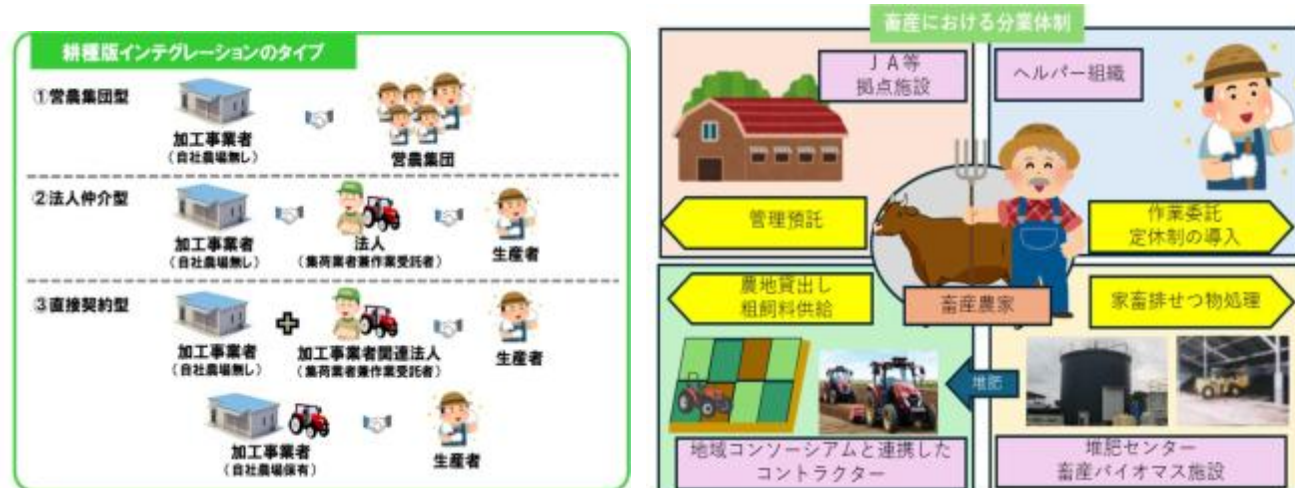 耕種版インテグレーションのタイプ
①営農集団型
加工事業者
(自社農場無し)
営農集団
②法人仲介型
加工事業者
(自社農場無し)
法人
(集荷業者兼作業受託者)
生産者
③直接契約型
加工事業者
(自社農場無し)
加工事業者関連法人
(集荷業者兼作業受託者)
生産者
加工事業者
(自社農場保有)
生産者
畜産における分業体制
JA等
拠点施設
ヘルパー組織
管理預託
作業委託
定休制の導入
農地貸出し
粗飼料供給
畜産農家
家畜排せつ物処理
堆肥
地域コンソーシアムと連携した
コントラクター
堆肥センター
畜産バイオマス施設